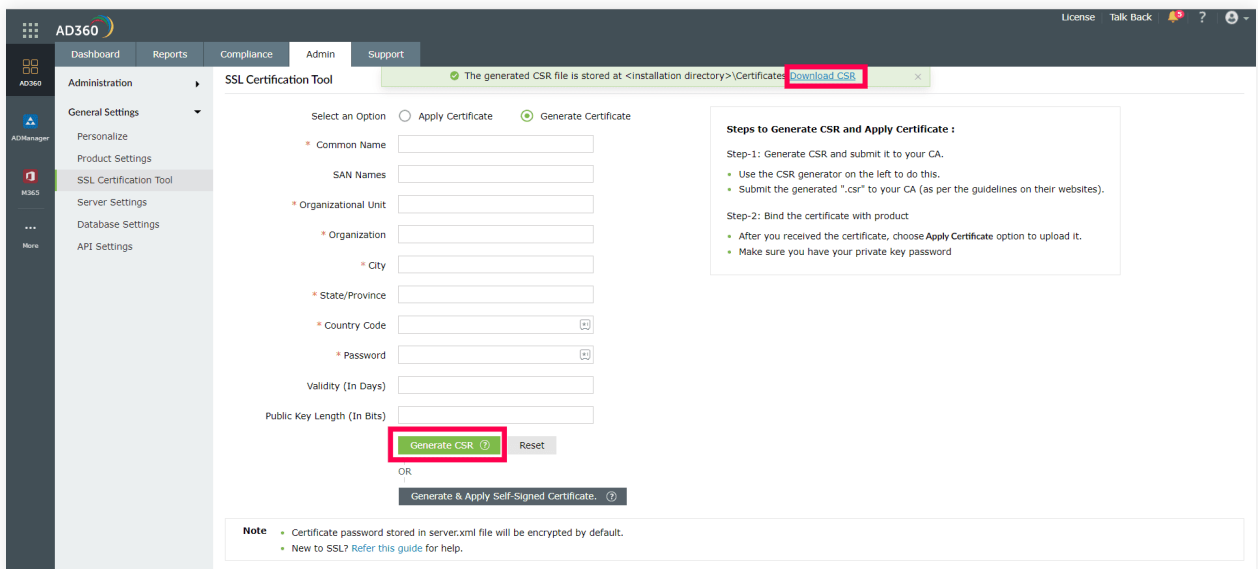 License Talk Back 5 ?
AD360
Dashboard Reports Compliance Admin Support
AD360
ADManager
M365
...
More
Administration
General Settings
Personalize
Product Settings
SSL Certification Tool
Server Settings
Database Settings
API Settings
SSL Certification Tool
The generated CSR file is stored at <installation directory>\Certificates Download CSR ×
Select an Option Apply Certificate Generate Certificate
* Common Name
SAN Names
* Organizational Unit
* Organization
* City
* State/Province
* Country Code
* Password
Validity (In Days)
Public Key Length (In Bits)
Generate CSR ? Reset
OR
Generate & Apply Self-Signed Certificate. ?
Steps to Generate CSR and Apply Certificate :
Step-1: Generate CSR and submit it to your CA.
• Use the CSR generator on the left to do this.
• Submit the generated ".csr" to your CA (as per the guidelines on their websites).
Step-2: Bind the certificate with product
• After you received the certificate, choose Apply Certificate option to upload it.
• Make sure you have your private key password
Note • Certificate password stored in server.xml file will be encrypted by default.
• New to SSL? Refer this guide for help.